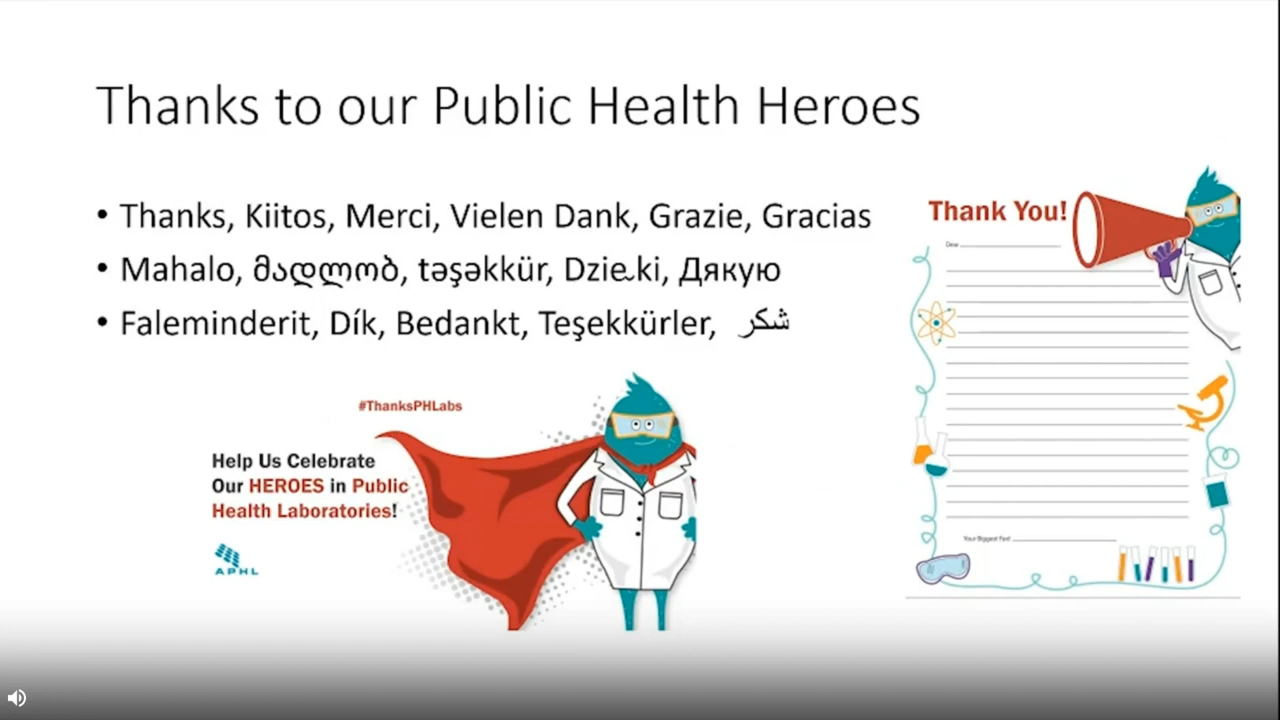 Thanks to our Public Health Heroes
• Thanks, Kiitos, Merci, Vielen Dank, Grazie, Gracias
• Mahalo, მადლობ, təşəkkür, Dzięki, Дякую
• Faleminderit, Dík, Bedankt, Teşekkürler, شكر
Thank You!
Dear
Your Biggest Fan!
#ThanksPHLabs
Help Us Celebrate
Our HEROES in Public
Health Laboratories!
APHL